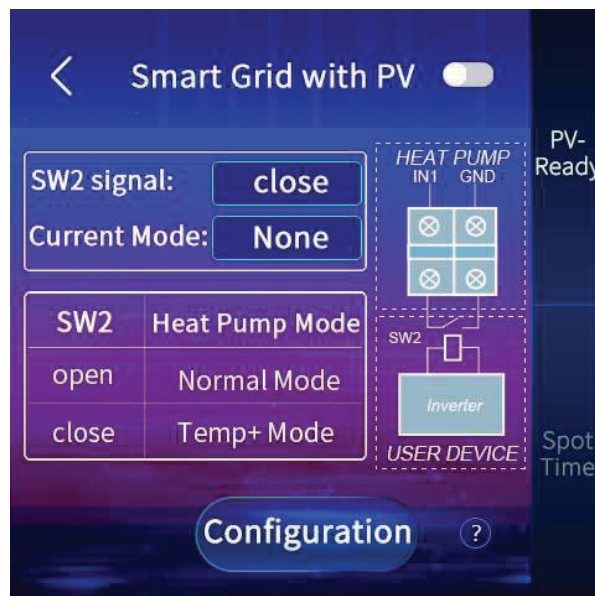 Smart Grid with PV
SW2 signal: close
Current Mode: None
SW2 Heat Pump Mode
open Normal Mode
close Temp+ Mode
HEAT PUMP
IN1 GND
SW2
Inverter
USER DEVICE
Configuration ?
PV-
Ready
Spot
Time